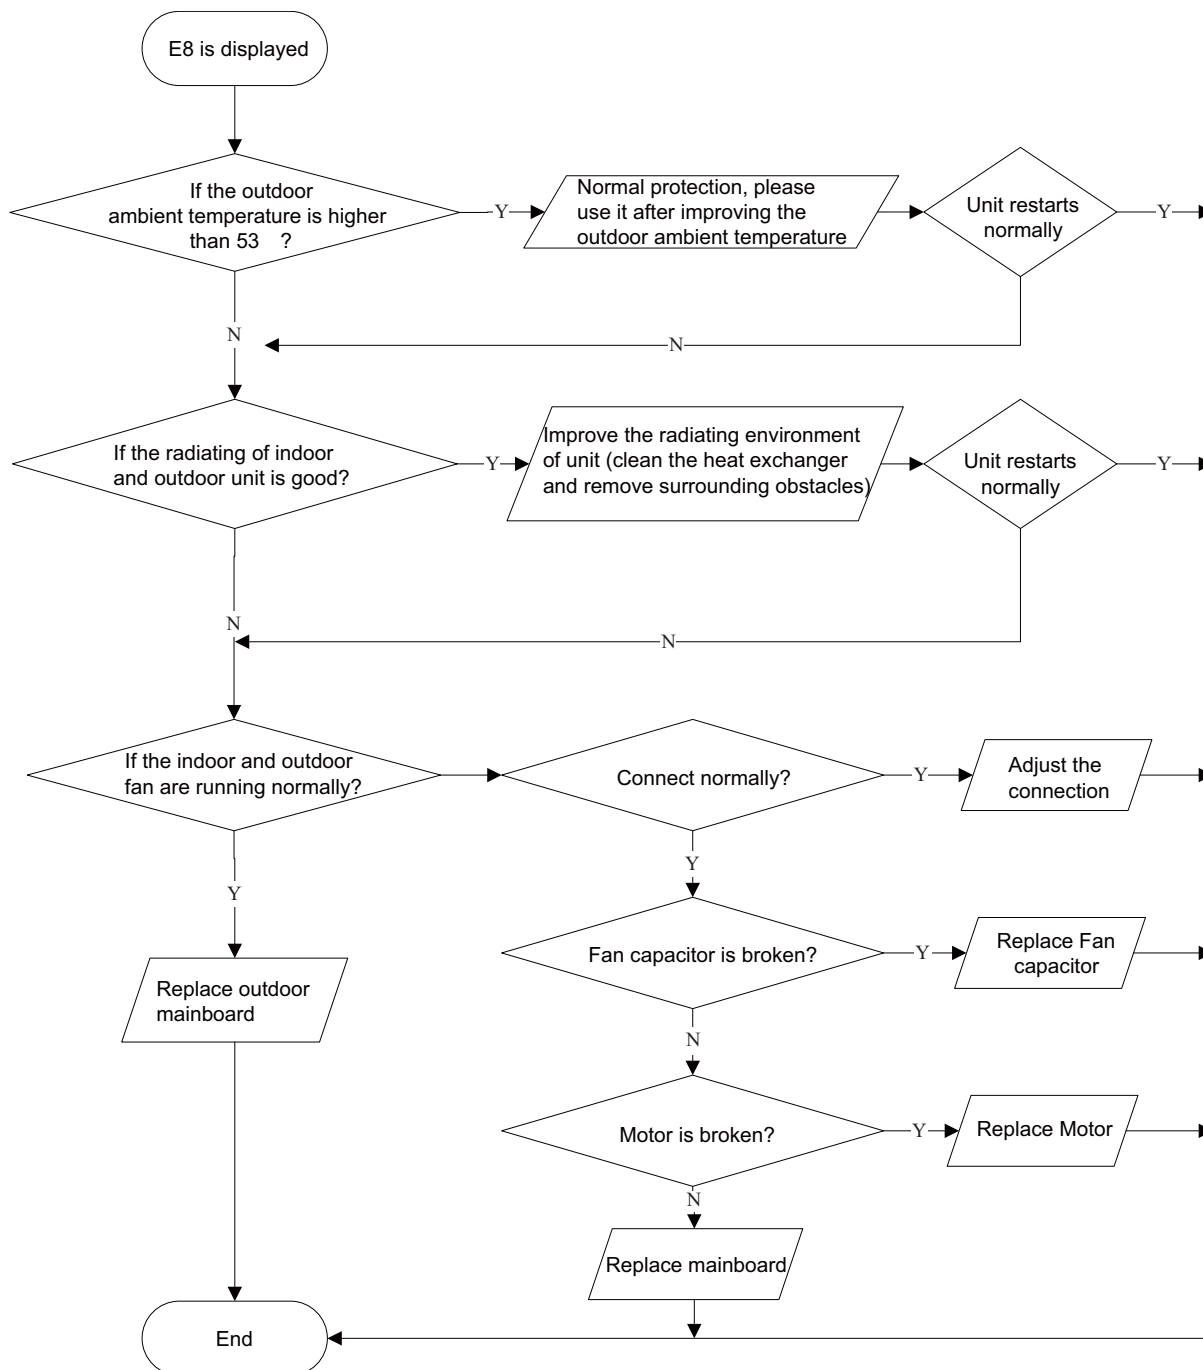 E8 is displayed
If the outdoor
ambient temperature is higher
than 53 ?
Y
Normal protection, please
use it after improving the
outdoor ambient temperature
Unit restarts
normally
Y
N
N
If the radiating of indoor
and outdoor unit is good?
Y
Improve the radiating environment
of unit (clean the heat exchanger
and remove surrounding obstacles)
Unit restarts
normally
Y
N
N
If the indoor and outdoor
fan are running normally?
Connect normally?
Y
Adjust the
connection
Y
Y
Fan capacitor is broken?
Y
Replace Fan
capacitor
Replace outdoor
mainboard
N
Motor is broken?
Y
Replace Motor
N
Replace mainboard
End